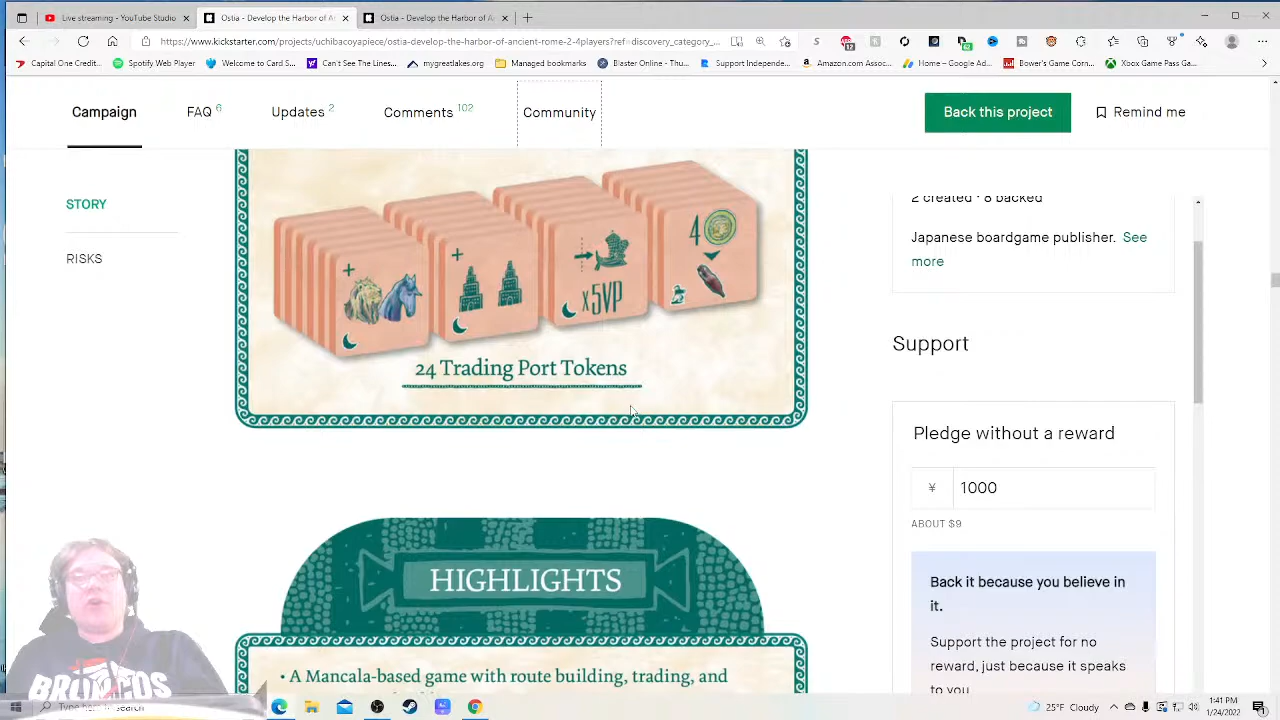 Live streaming - YouTube Studio
Ostia - Develop the Harbor of A
Ostia - Develop the Harbor of A
https://www.kickstarter.com/projects/uchibacoyapiece/ostia-develop-the-harbor-of-ancient-rome-2-4players?ref=discovery_category_...
Capital One Credit...
Spotify Web Player
Welcome to Card S...
Can't See The Lines...
mygreatlakes.org
Managed bookmarks
Blaster Online - Thu...
Support Independe...
Amazon.com Assoc...
Home – Google Ad...
Bower's Game Corn...
Xbox Game Pass Ga...
Campaign
FAQ 6
Updates 2
Comments 102
Community
Back this project
Remind me
STORY
RISKS
+
+
x5VP
4
24 Trading Port Tokens
HIGHLIGHTS
• A Mancala-based game with route building, trading, and
2 created · 8 backed
Japanese boardgame publisher. See
more
Support
Pledge without a reward
¥ 1000
ABOUT $9
Back it because you believe in
it.
Support the project for no
reward, just because it speaks
to you.
BRONCOS
25°F Cloudy
1:41 PM